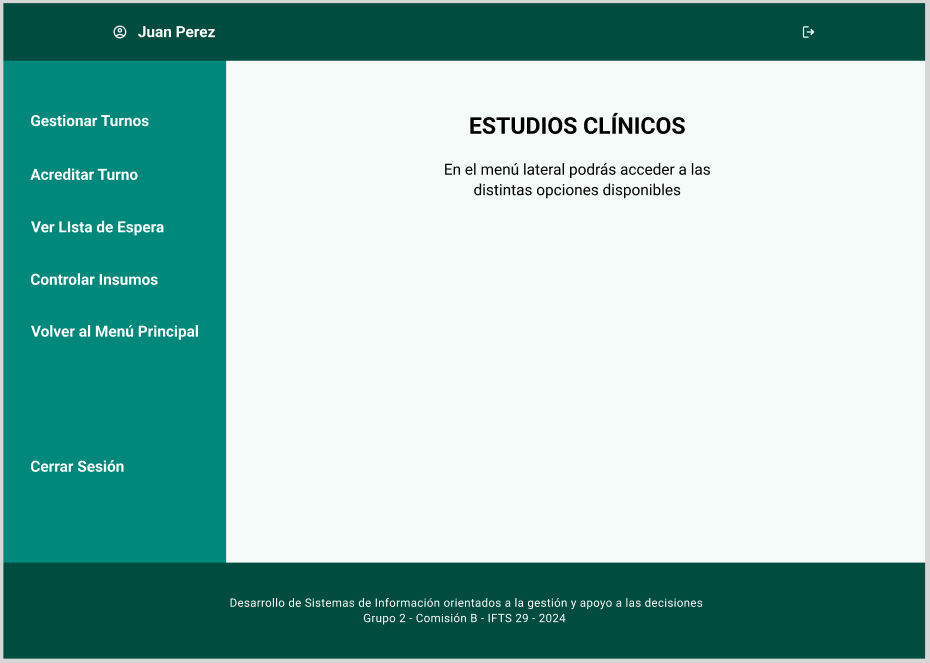 Juan Perez
Gestionar Turnos
Acreditar Turno
Ver LIsta de Espera
Controlar Insumos
Volver al Menú Principal
Cerrar Sesión
ESTUDIOS CLÍNICOS
En el menú lateral podrás acceder a las
distintas opciones disponibles
Desarrollo de Sistemas de Información orientados a la gestión y apoyo a las decisiones
Grupo 2 - Comisión B - IFTS 29 - 2024